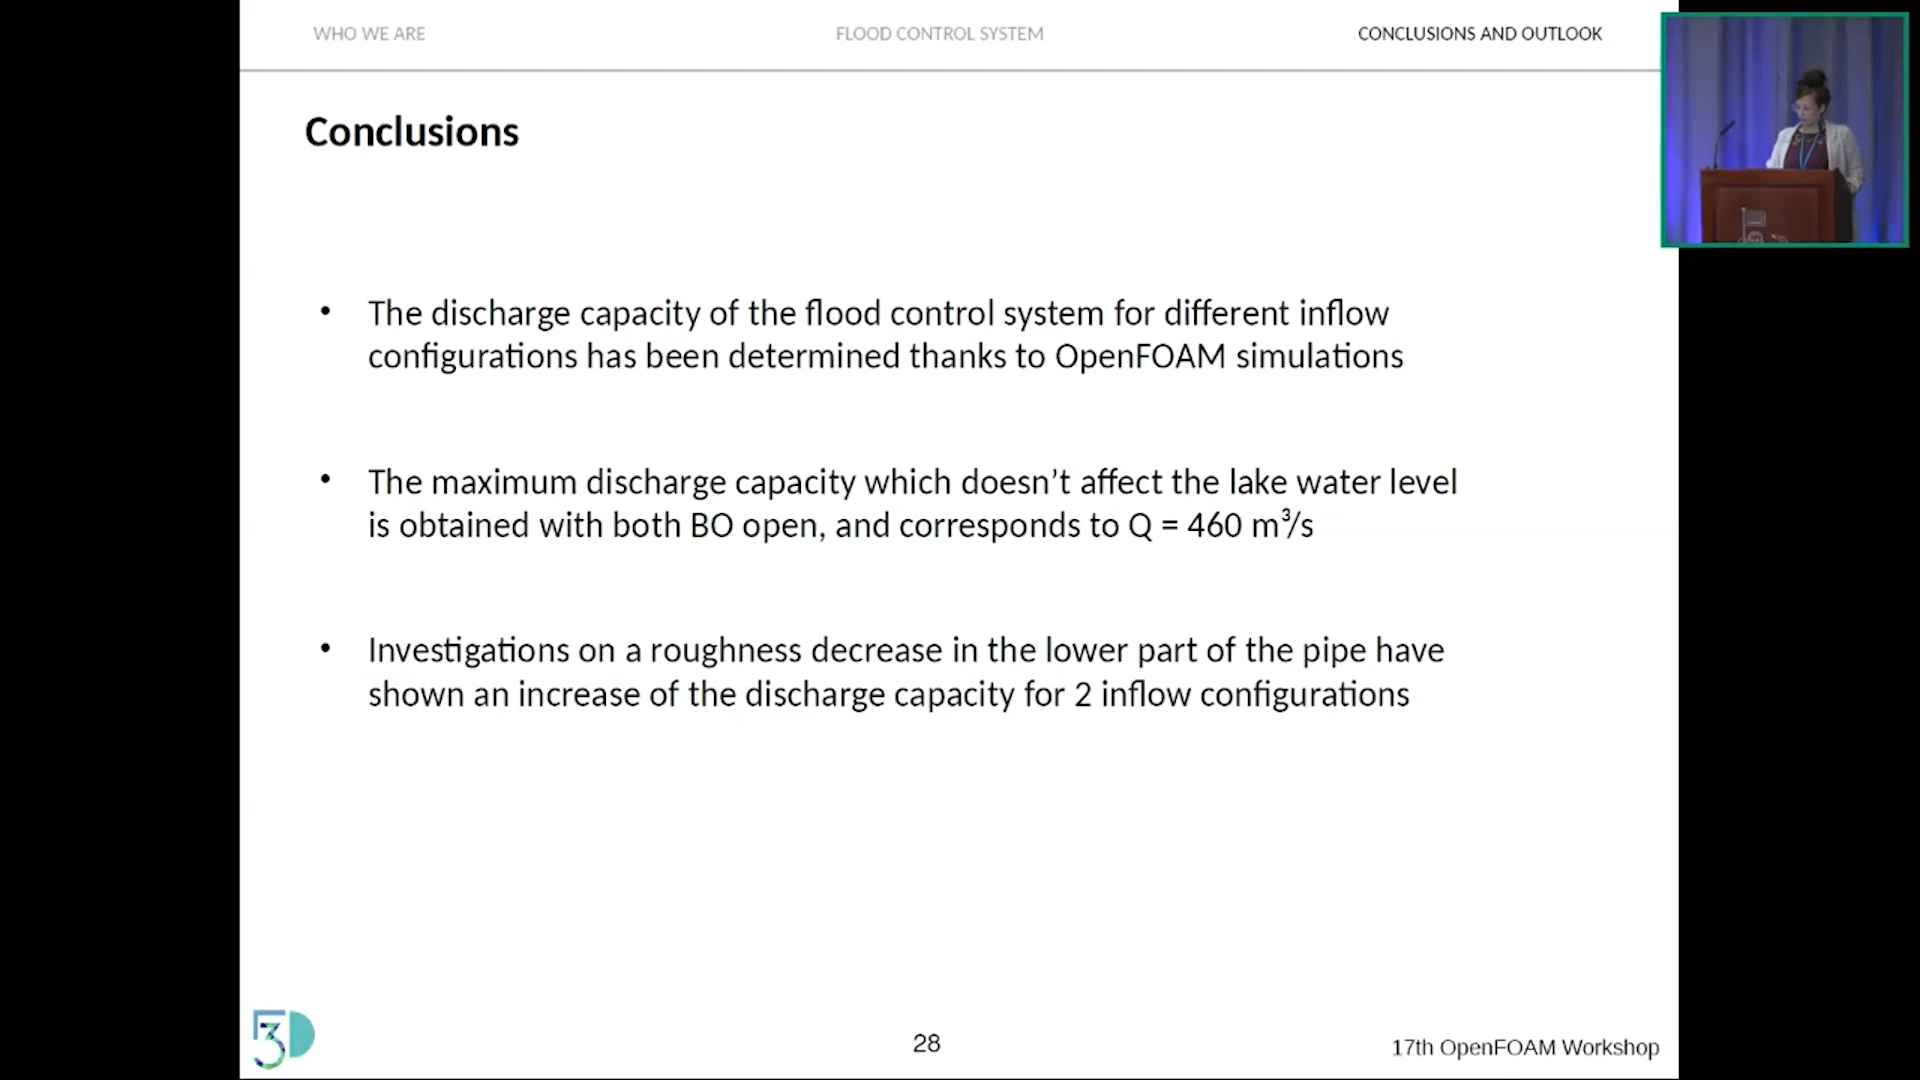 WHO WE ARE
FLOOD CONTROL SYSTEM
CONCLUSIONS AND OUTLOOK
Conclusions
• The discharge capacity of the flood control system for different inflow
configurations has been determined thanks to OpenFOAM simulations
• The maximum discharge capacity which doesn’t affect the lake water level
is obtained with both BO open, and corresponds to Q = 460 m³/s
• Investigations on a roughness decrease in the lower part of the pipe have
shown an increase of the discharge capacity for 2 inflow configurations
3D
28
17th OpenFOAM Workshop